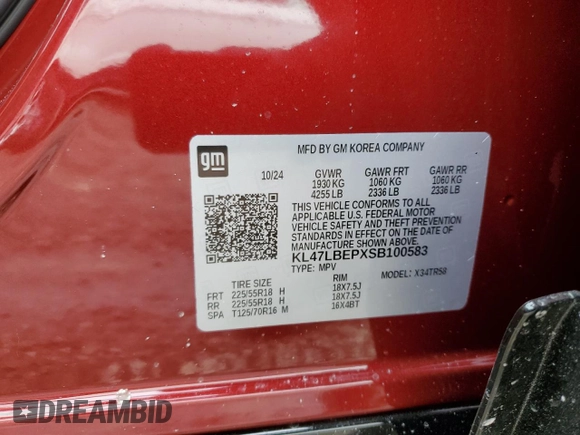 gm
MFD BY GM KOREA COMPANY
10/24
GVWR GAWR FRT GAWR RR
1930 KG 1060 KG 1060 KG
4255 LB 2336 LB 2336 LB
THIS VEHICLE CONFORMS TO ALL
APPLICABLE U.S. FEDERAL MOTOR
VEHICLE SAFETY AND THEFT PREVENTION
STANDARDS IN EFFECT ON THE DATE OF
MANUFACTURE SHOWN ABOVE.
KL47LBEPXSB100583
TYPE: MPV MODEL: X34TR58
TIRE SIZE RIM
FRT 225/55R18 H 18X7.5J
RR 225/55R18 H 18X7.5J
SPA T125/70R16 M 16X4BT
DREAMBID